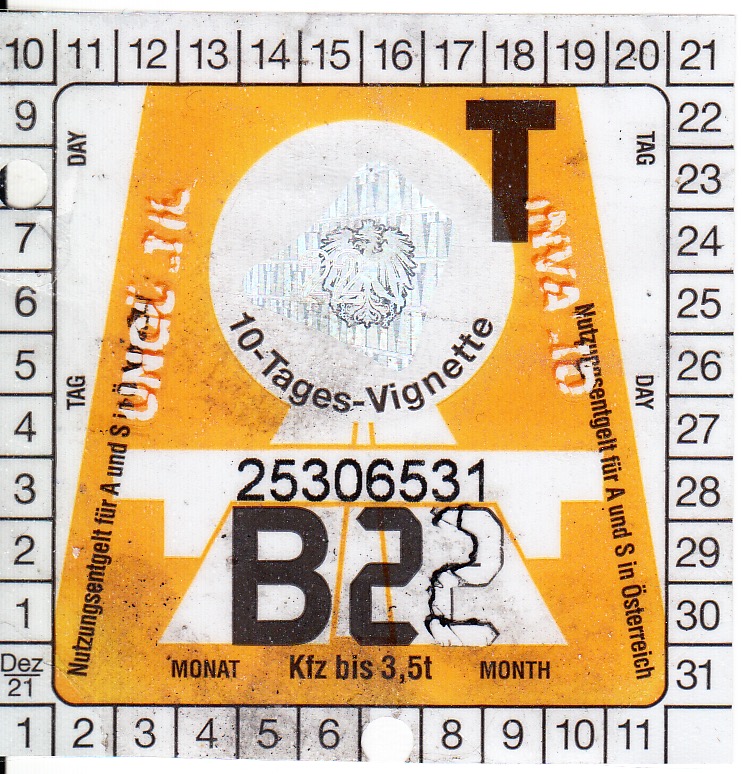 10 11 12 13 14 15 16 17 18 19 20 21
9 22
DAY T TAG
23
7 24
6 25
5 26
4 27
3 28
2 29
1 30
Dez 21 31
10-Tages-Vignette
TAG DAY
Nutzungsentgelt für A und S in
Nutzungsentgelt für A und S in Österreich
25306531
B22
MONAT Kfz bis 3,5t MONTH
1 2 3 4 5 6 8 9 10 11